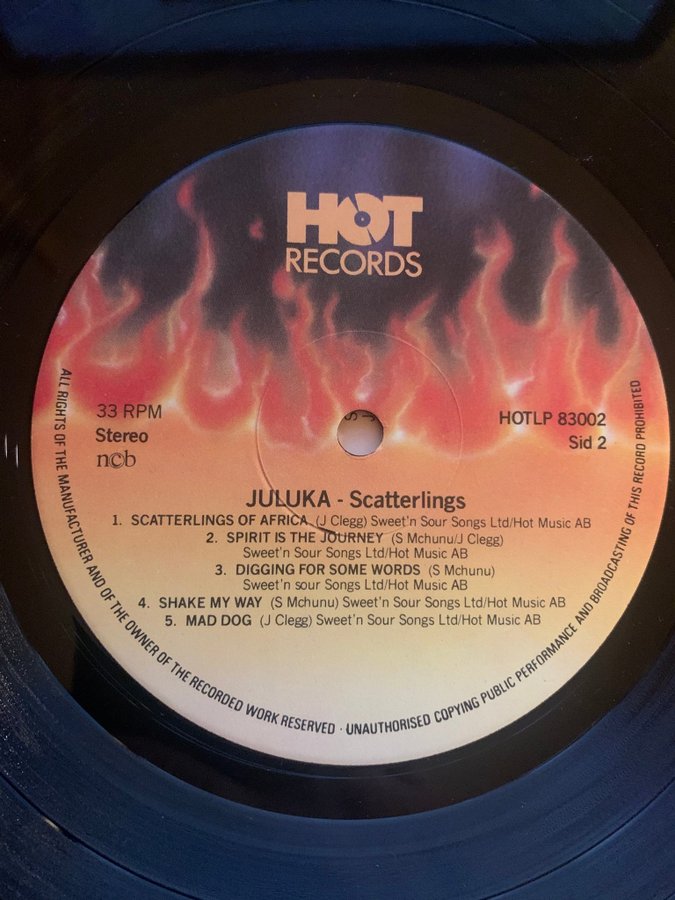 HOT
RECORDS
33 RPM
Stereo
ncb
HOTLP 83002
Sid 2
JULUKA - Scatterlings
1. SCATTERLINGS OF AFRICA (J Clegg) Sweet'n Sour Songs Ltd/Hot Music AB
2. SPIRIT IS THE JOURNEY (S Mchunu/J Clegg)
Sweet'n Sour Songs Ltd/Hot Music AB
3. DIGGING FOR SOME WORDS (S Mchunu)
Sweet'n sour Songs Ltd/Hot Music AB
4. SHAKE MY WAY (S Mchunu) Sweet'n Sour Songs Ltd/Hot Music AB
5. MAD DOG (J Clegg) Sweet'n Sour Songs Ltd/Hot Music AB
ALL RIGHTS OF THE MANUFACTURER AND OF THE OWNER OF THE RECORDED WORK RESERVED · UNAUTHORISED COPYING PUBLIC PERFORMANCE AND BROADCASTING OF THIS RECORD PROHIBITED